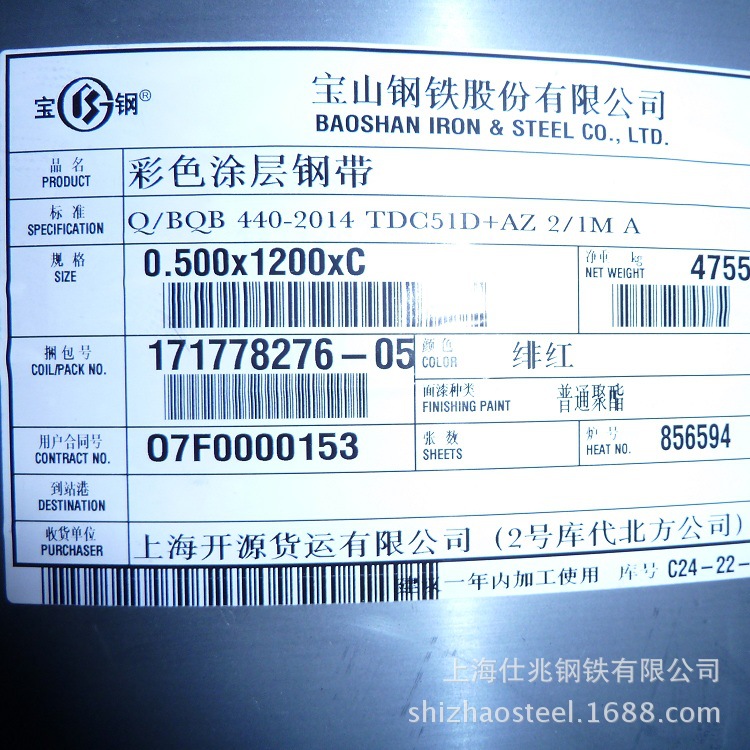 宝 钢®
宝山钢铁股份有限公司
BAOSHAN IRON & STEEL CO., LTD.
品名
PRODUCT
彩色涂层钢带
标准
SPECIFICATION
Q/BQB 440-2014 TDC51D+AZ 2/1M A
规格
SIZE
0.500x1200xC
净重 kg
NET WEIGHT
4755
捆包号
COIL/PACK NO.
171778276-05
颜色
COLOR
绯红
面漆种类
FINISHING PAINT
普通聚酯
用户合同号
CONTRACT NO.
07F0000153
张数
SHEETS
炉号
HEAT NO.
856594
到站港
DESTINATION
收货单位
PURCHASER
上海开源货运有限公司 (2号库代北方公司)
建议一年内加工使用 库号 C24-22-
上海仕兆钢铁有限公司
shizhaosteel.1688.com